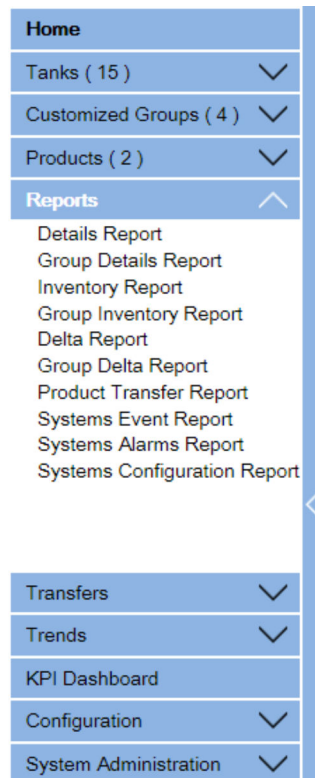 Home
Tanks ( 15 )
Customized Groups ( 4 )
Products ( 2 )
Reports
Details Report
Group Details Report
Inventory Report
Group Inventory Report
Delta Report
Group Delta Report
Product Transfer Report
Systems Event Report
Systems Alarms Report
Systems Configuration Report
Transfers
Trends
KPI Dashboard
Configuration
System Administration